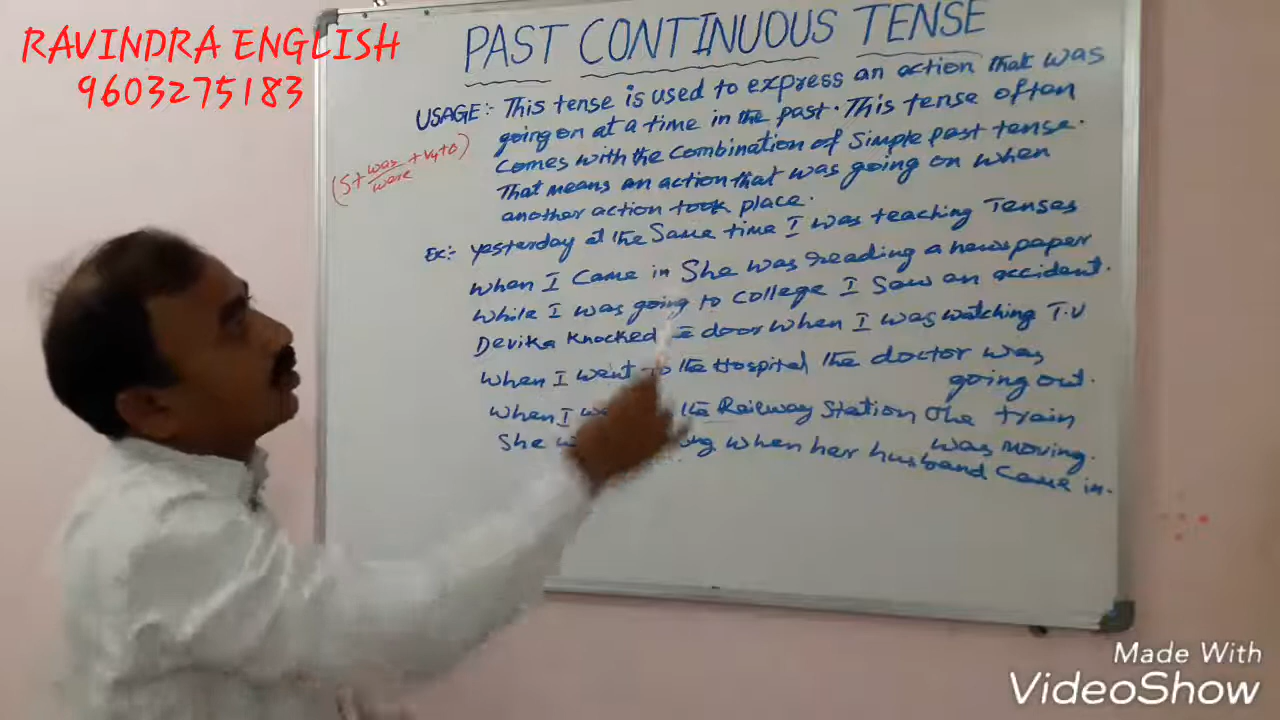 RAVINDRA ENGLISH
9603275183
PAST CONTINUOUS TENSE
USAGE:- This tense is used to express an action that was
going on at a time in the past. This tense often
comes with the combination of Simple past tense.
That means an action that was going on when
another action took place.
(S+ was/were +V4+O)
Ex:- yesterday at the Same time I was teaching Tenses
when I Came in She was reading a newspaper
while I was going to College I Saw an accident.
Devika Knocked door when I was watching T.V
when I went to the Hospital the doctor was
going out.
when I the Railway Station the train
was moving.
She when her husband Came in.
Made With
VideoShow